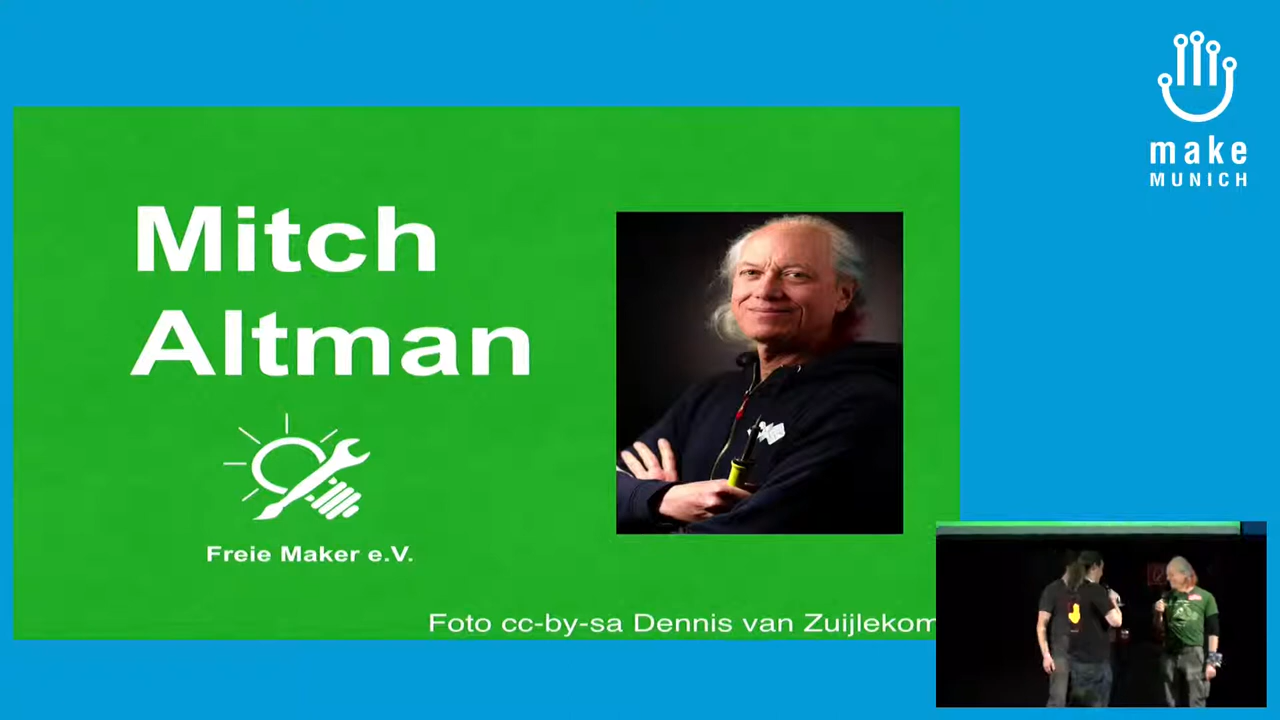 make
MUNICH
Mitch
Altman
Freie Maker e.V.
Foto cc-by-sa Dennis van Zuijlekom